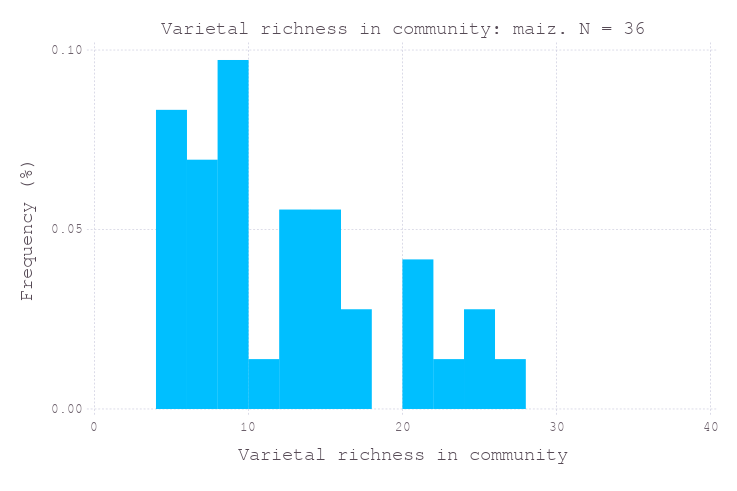 Varietal richness in community: maiz. N = 36
0.10
0.05
0.00
Frequency (%)
0 10 20 30 40
Varietal richness in community